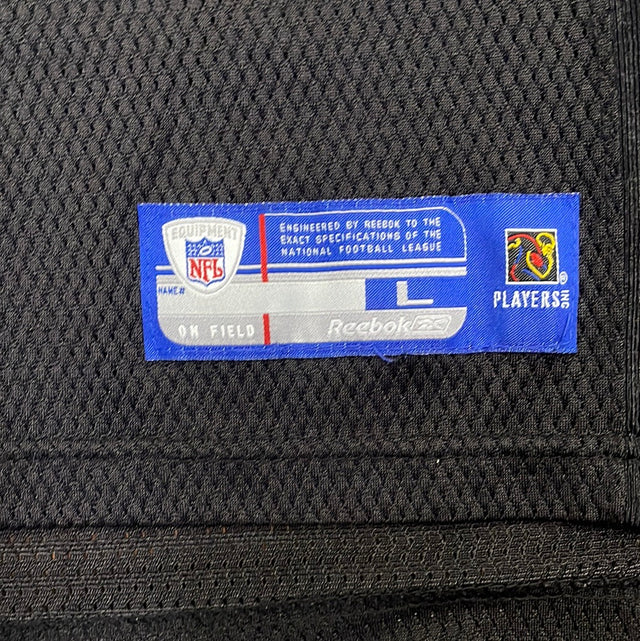 EQUIPMENT
NFL
ENGINEERED BY REEBOK TO THE
EXACT SPECIFICATIONS OF THE
NATIONAL FOOTBALL LEAGUE
NAME#
L
ON FIELD
Reebok
PLAYERS INC ®